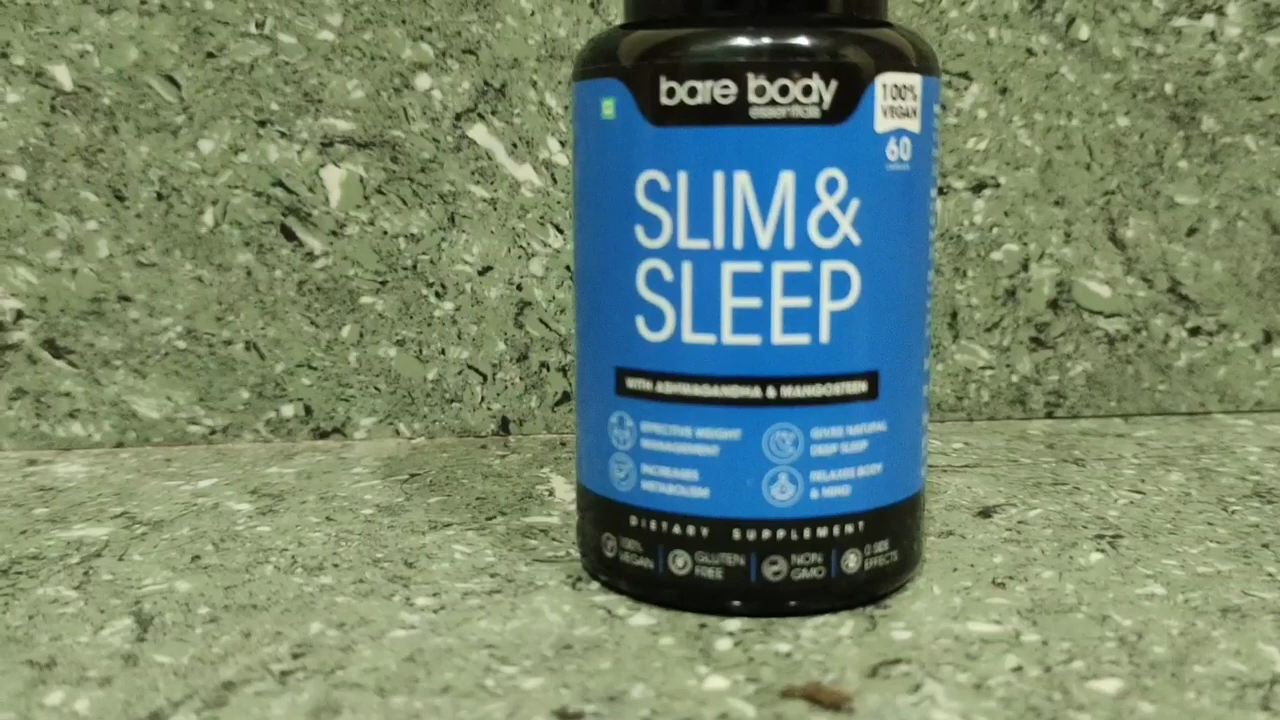 bare body
essentials
100%
VEGAN
60
SLIM &
SLEEP
WITH ASHWAGANDHA & MANGOSTEEN
EFFECTIVE WEIGHT
MANAGEMENT
GIVES NATURAL
DEEP SLEEP
INCREASES
METABOLISM
RELAXES BODY
& MIND
DIETARY SUPPLEMENT
100%
VEGAN
GLUTEN
FREE
NON
GMO
0 SIDE
EFFECTS